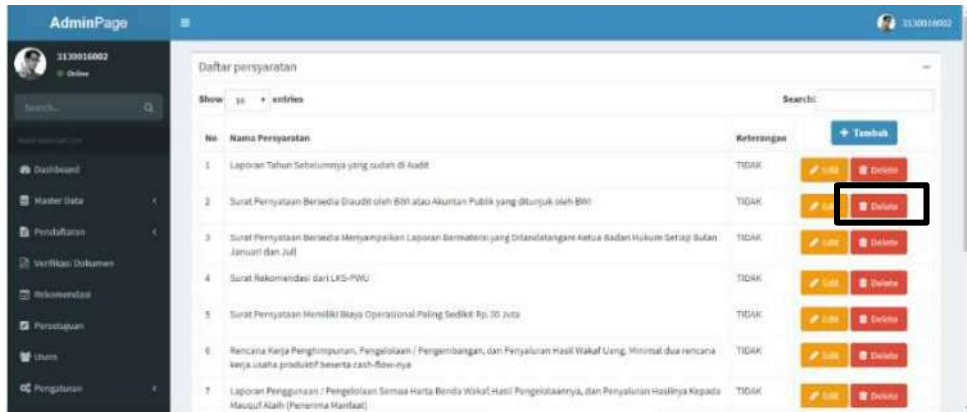 AdminPage
3130016002
3130016002
Online
Daftar persyaratan
Search...
Show 10 entries
Search:
No Nama Persyaratan Keterangan + Tambah
1 Laporan Tahun Sebelumnya yang sudah di Audit TIDAK Edit Delete
Dashboard
Master Data
2 Surat Pernyataan Bersedia Diaudit oleh BWI atau Akuntan Publik yang ditunjuk oleh BWI TIDAK Edit Delete
Pendaftaran
3 Surat Pernyataan Bersedia Menyampaikan Laporan Bermaterai yang Ditandatangani Ketua Badan Hukum Setiap Bulan TIDAK Edit Delete
Januari dan Juli
Verifikasi Dokumen
4 Surat Rekomendasi dari LKS-PWU TIDAK Edit Delete
Rekomendasi
5 Surat Pernyataan Memiliki Biaya Operasional Paling Sedikit Rp. Juta TIDAK Edit Delete
Persetujuan
6 Rencana Kerja Penghimpunan, Pengelolaan / Pengembangan, dan Penyaluran Hasil Wakaf Uang, Minimal dua rencana TIDAK Edit Delete
kerja usaha produktif beserta cash-flow-nya
Users
Pengaturan
7 Laporan Penggunaan / Pengelolaan Semua Harta Benda Wakaf, Hasil Pengelolaannya, dan Penyaluran Hasilnya Kepada TIDAK Edit Delete
Mauquf Alaih (Penerima Manfaat)